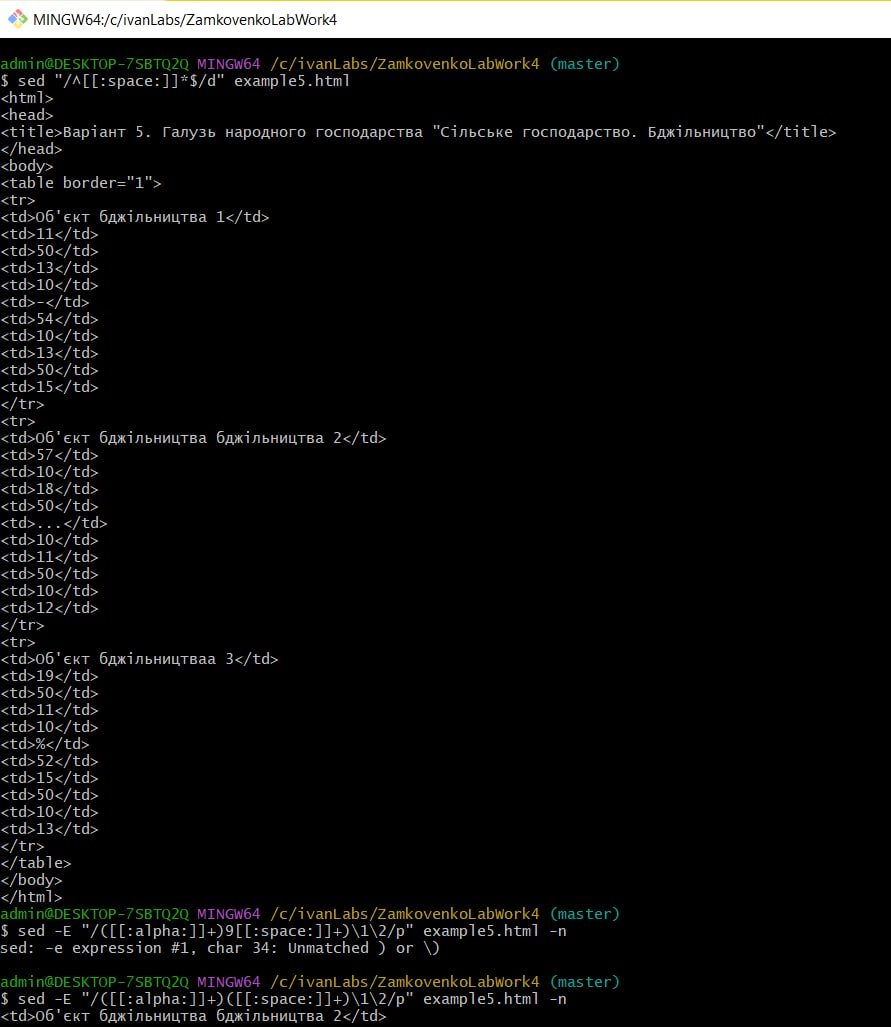 MINGW64:/c/ivanLabs/ZamkovenkoLabWork4
admin@DESKTOP-7SBTQ2Q MINGW64 /c/ivanLabs/ZamkovenkoLabWork4 (master)
$ sed "/^[[:space:]]*$/d" example5.html
<html>
<head>
<title>Варіант 5. Галузь народного господарства "Сільське господарство. Бджільництво"</title>
</head>
<body>
<table border="1">
<tr>
<td>Об'єкт бджільництва 1</td>
<td>11</td>
<td>50</td>
<td>13</td>
<td>10</td>
<td>-</td>
<td>54</td>
<td>10</td>
<td>13</td>
<td>50</td>
<td>15</td>
</tr>
<tr>
<td>Об'єкт бджільництва бджільництва 2</td>
<td>57</td>
<td>10</td>
<td>18</td>
<td>50</td>
<td>...</td>
<td>10</td>
<td>11</td>
<td>50</td>
<td>10</td>
<td>12</td>
</tr>
<tr>
<td>Об'єкт бджільництваа 3</td>
<td>19</td>
<td>50</td>
<td>11</td>
<td>10</td>
<td>%</td>
<td>52</td>
<td>15</td>
<td>50</td>
<td>10</td>
<td>13</td>
</tr>
</table>
</body>
</html>
admin@DESKTOP-7SBTQ2Q MINGW64 /c/ivanLabs/ZamkovenkoLabWork4 (master)
$ sed -E "/([[:alpha:]]+)9[[:space:]]+)\1\2/p" example5.html -n
sed: -e expression #1, char 34: Unmatched ) or \)
admin@DESKTOP-7SBTQ2Q MINGW64 /c/ivanLabs/ZamkovenkoLabWork4 (master)
$ sed -E "/([[:alpha:]]+)([[:space:]]+)\1\2/p" example5.html -n
<td>Об'єкт бджільництва бджільництва 2</td>